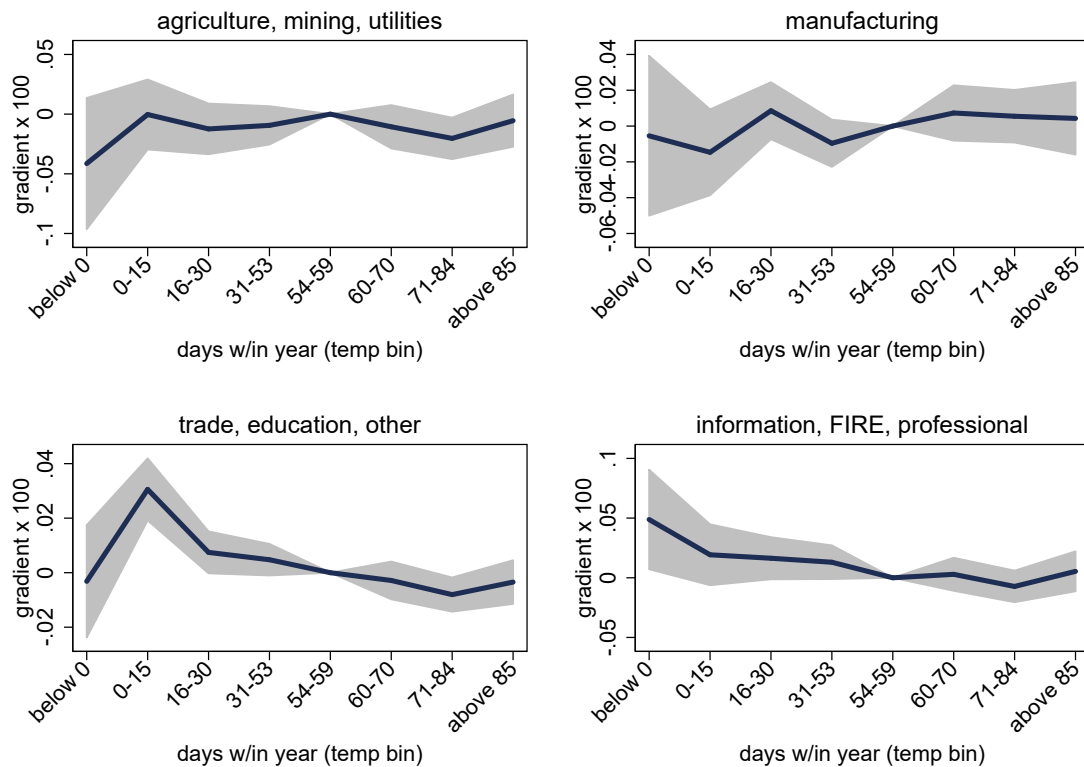 agriculture, mining, utilities
gradient x 100
.05
0
-.05
-.1
below 0
0-15
16-30
31-53
54-59
60-70
71-84
above 85
days w/in year (temp bin)
manufacturing
gradient x 100
.04
.02
0
-.02
-.04
-.06
below 0
0-15
16-30
31-53
54-59
60-70
71-84
above 85
days w/in year (temp bin)
trade, education, other
gradient x 100
.04
.02
0
-.02
below 0
0-15
16-30
31-53
54-59
60-70
71-84
above 85
days w/in year (temp bin)
information, FIRE, professional
gradient x 100
.1
.05
0
-.05
below 0
0-15
16-30
31-53
54-59
60-70
71-84
above 85
days w/in year (temp bin)